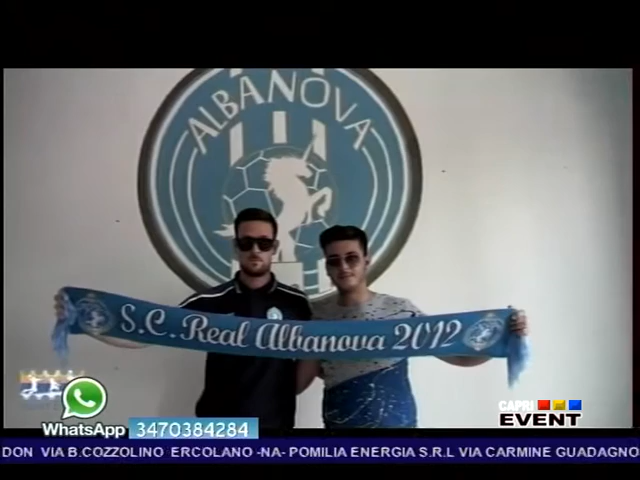 ALBANOVA
S.C. Real Albanova 2012
WhatsApp 3470384284
CAPRI
EVENT
DON VIA B.COZZOLINO ERCOLANO -NA- POMILIA ENERGIA S.R.L VIA CARMINE GUADAGNO